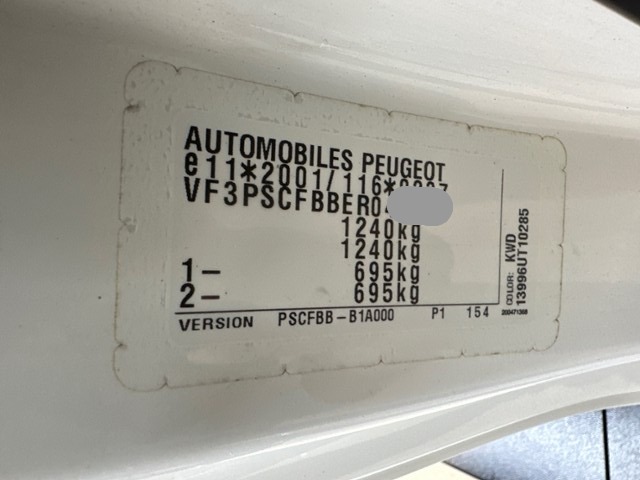 AUTOMOBILES PEUGEOT
e11*2001/116*
VF3PSCFBBER0
1240kg
1240kg
1- 695kg
2- 695kg
VERSION PSCFBB-B1A000 P1 154
COLOR: KWD
13996UT10285